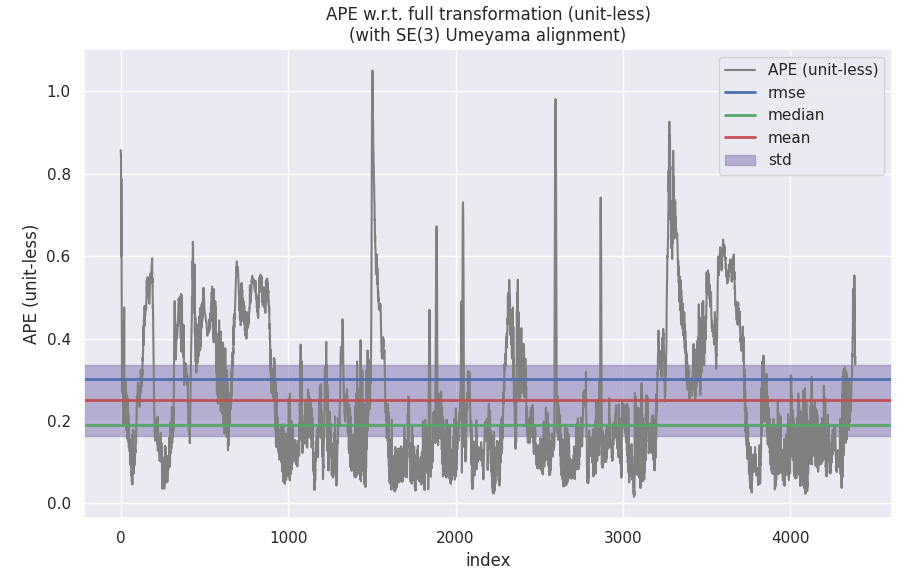 APE w.r.t. full transformation (unit-less)
(with SE(3) Umeyama alignment)
APE (unit-less)
rmse
median
mean
std
1.0
0.8
0.6
0.4
0.2
0.0
APE (unit-less)
0 1000 2000 3000 4000
index